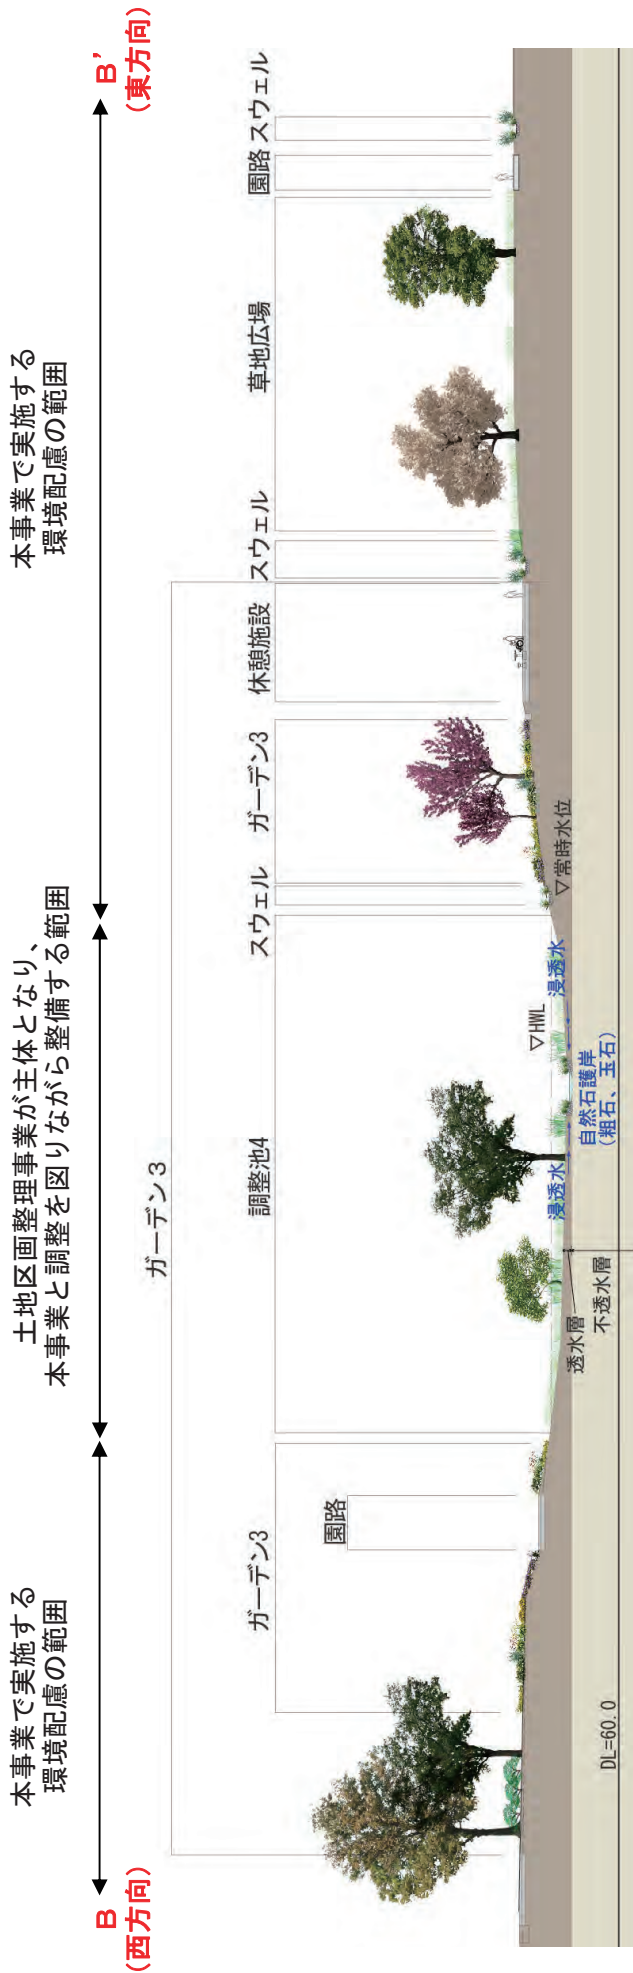 本事業で実施する
環境配慮の範囲
土地区画整理事業が主体となり、
本事業と調整を図りながら整備する範囲
本事業で実施する
環境配慮の範囲
B
(西方向)
B’
(東方向)
ガーデン３
ガーデン3
園路
調整池4
スウェル
ガーデン3
休憩施設
スウェル
草地広場
園路
スウェル
▽HWL
▽常時水位
浸透水
浸透水
自然石護岸
(粗石、玉石)
透水層
不透水層
DL=60.0